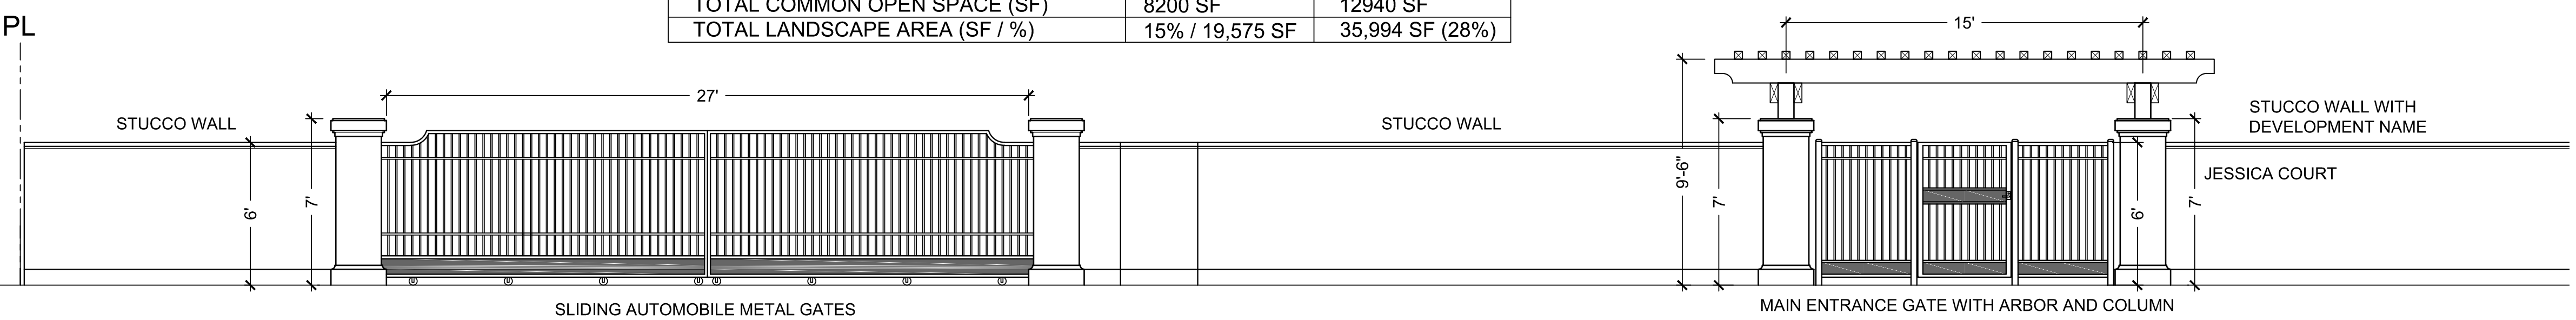 TOTAL COMMON OPEN SPACE (SF) 8200 SF 12940 SF
TOTAL LANDSCAPE AREA (SF / %) 15% / 19,575 SF 35,994 SF (28%)
PL
15'
27'
STUCCO WALL
STUCCO WALL
STUCCO WALL WITH
DEVELOPMENT NAME
JESSICA COURT
6'
7'
9'-6"
7'
6'
7'
SLIDING AUTOMOBILE METAL GATES
MAIN ENTRANCE GATE WITH ARBOR AND COLUMN